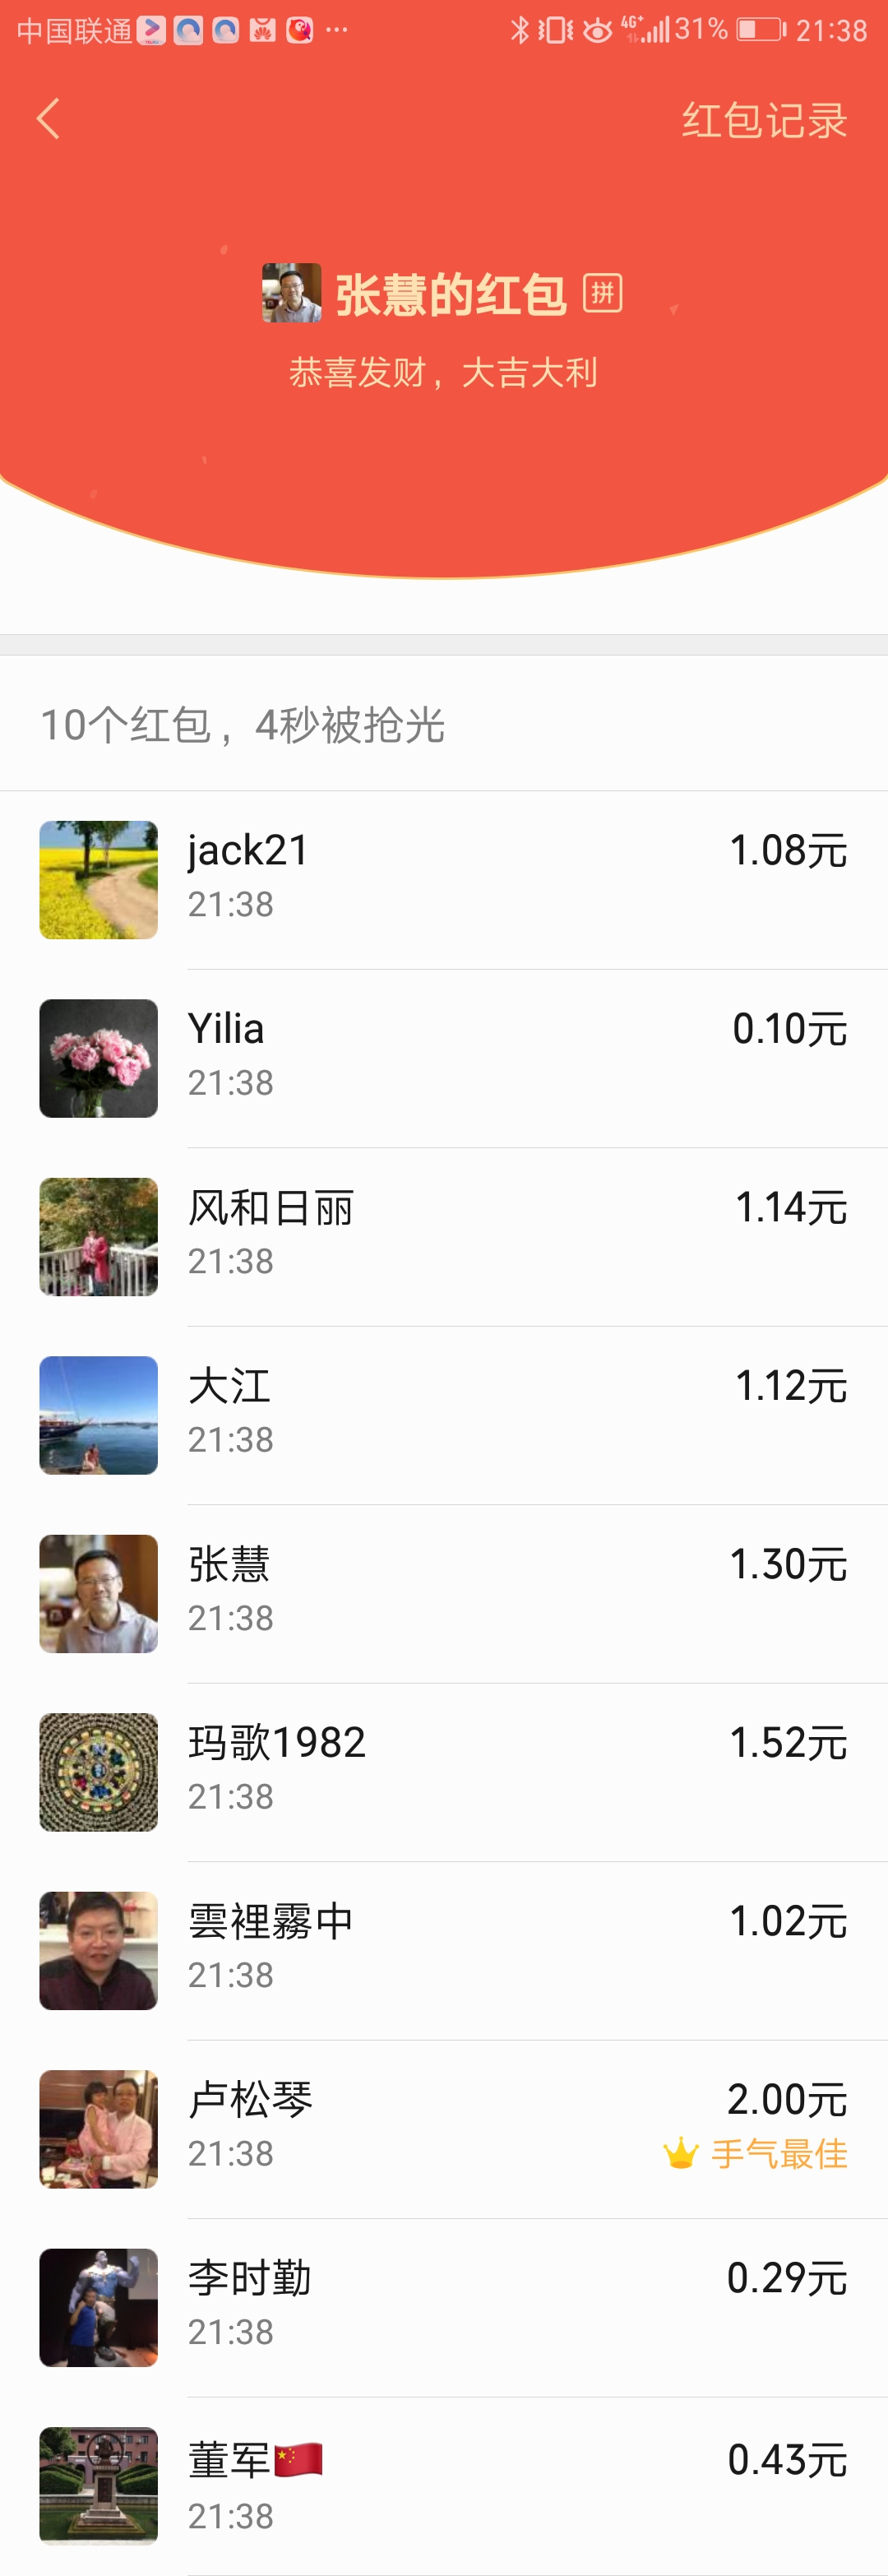 中国联通 ··· 4G+ 31% 21:38
红包记录
张慧的红包 拼
恭喜发财，大吉大利
10个红包，4秒被抢光
jack21 1.08元
21:38
Yilia 0.10元
21:38
风和日丽 1.14元
21:38
大江 1.12元
21:38
张慧 1.30元
21:38
玛歌1982 1.52元
21:38
雲裡霧中 1.02元
21:38
卢松琴 2.00元
21:38 手气最佳
李时勤 0.29元
21:38
董军🇨🇳 0.43元
21:38